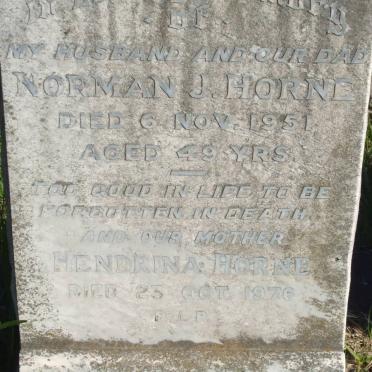 OF
MY HUSBAND AND OUR DAD
NORMAN J. HORNE
DIED 6 NOV. 1951.
AGED 49 YRS.
TOO GOOD IN LIFE TO BE
FORGOTTEN IN DEATH.
AND OUR MOTHER
HENDRINA HORNE
DIED 23 OCT. 1976
R.I.P.